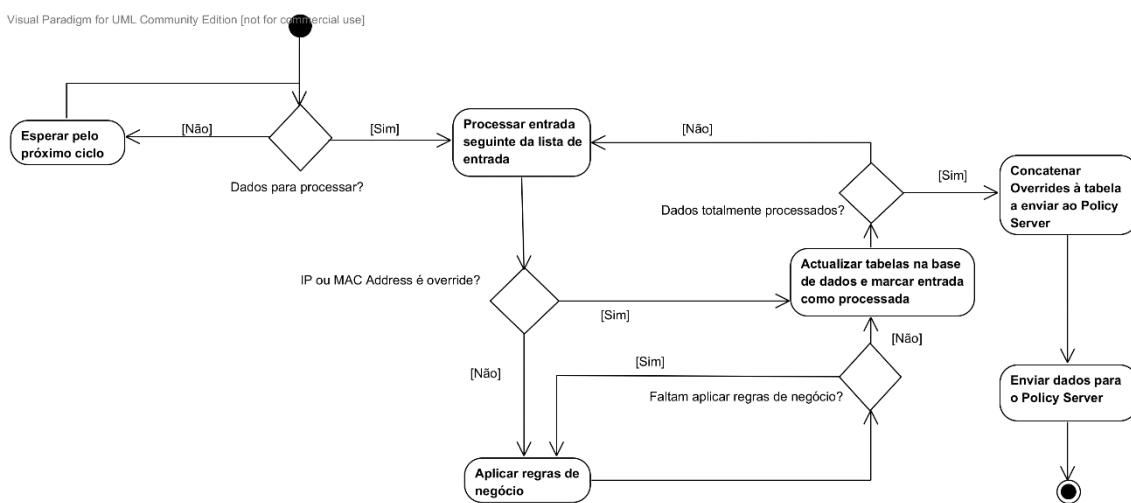 Visual Paradigm for UML Community Edition [not for commercial use]
Esperar pelo
próximo ciclo
[Não]
[Sim]
Dados para processar?
Processar entrada
seguinte da lista de
entrada
[Não]
Dados totalmente processados?
[Sim]
Concatenar
Overrides à tabela
a enviar ao Policy
Server
IP ou MAC Address é override?
[Sim]
Actualizar tabelas na base
de dados e marcar entrada
como processada
[Não]
[Não]
[Sim]
Faltam aplicar regras de negócio?
Enviar dados para
o Policy Server
Aplicar regras de
negócio